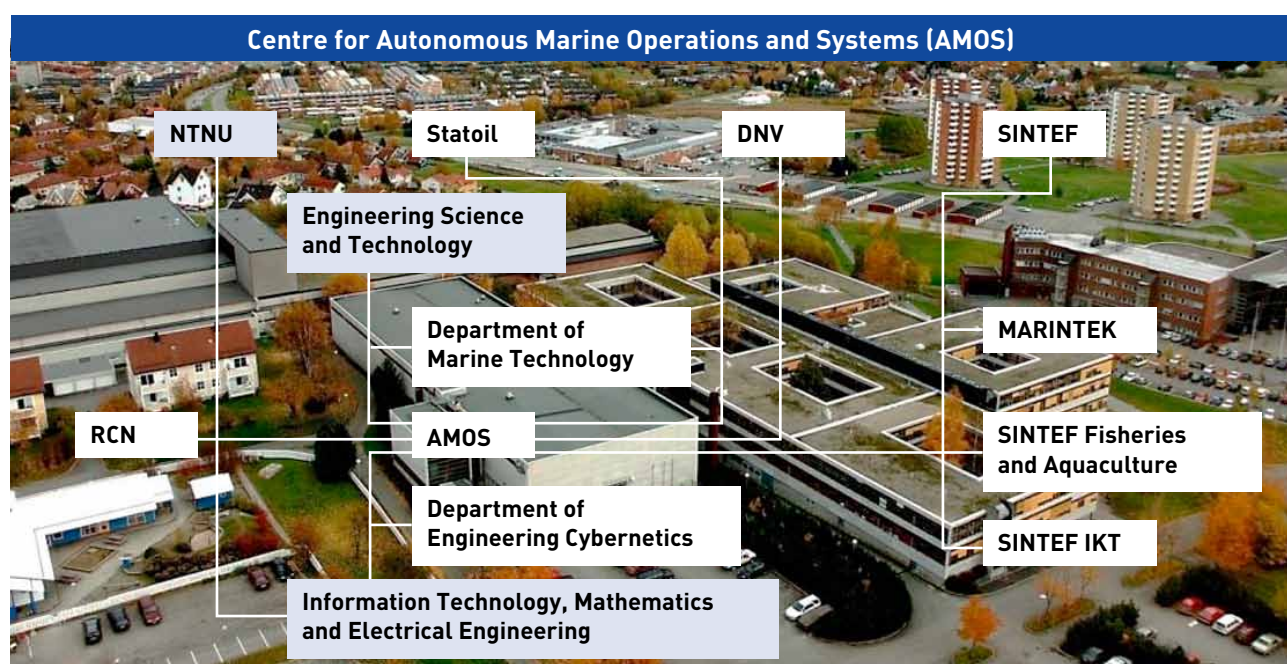 Centre for Autonomous Marine Operations and Systems (AMOS)
NTNU
Statoil
DNV
SINTEF
Engineering Science
and Technology
Department of
Marine Technology
MARINTEK
RCN
AMOS
SINTEF Fisheries
and Aquaculture
Department of
Engineering Cybernetics
SINTEF IKT
Information Technology, Mathematics
and Electrical Engineering